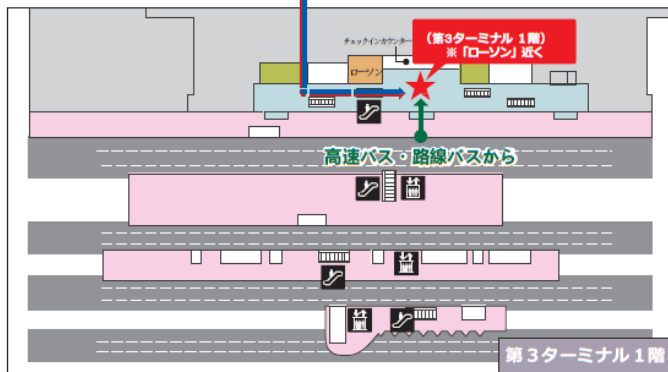 チェックインカウンター
(第3ターミナル 1階)
※「ローソン」近く
ローソン
高速バス・路線バスから
第3ターミナル1階